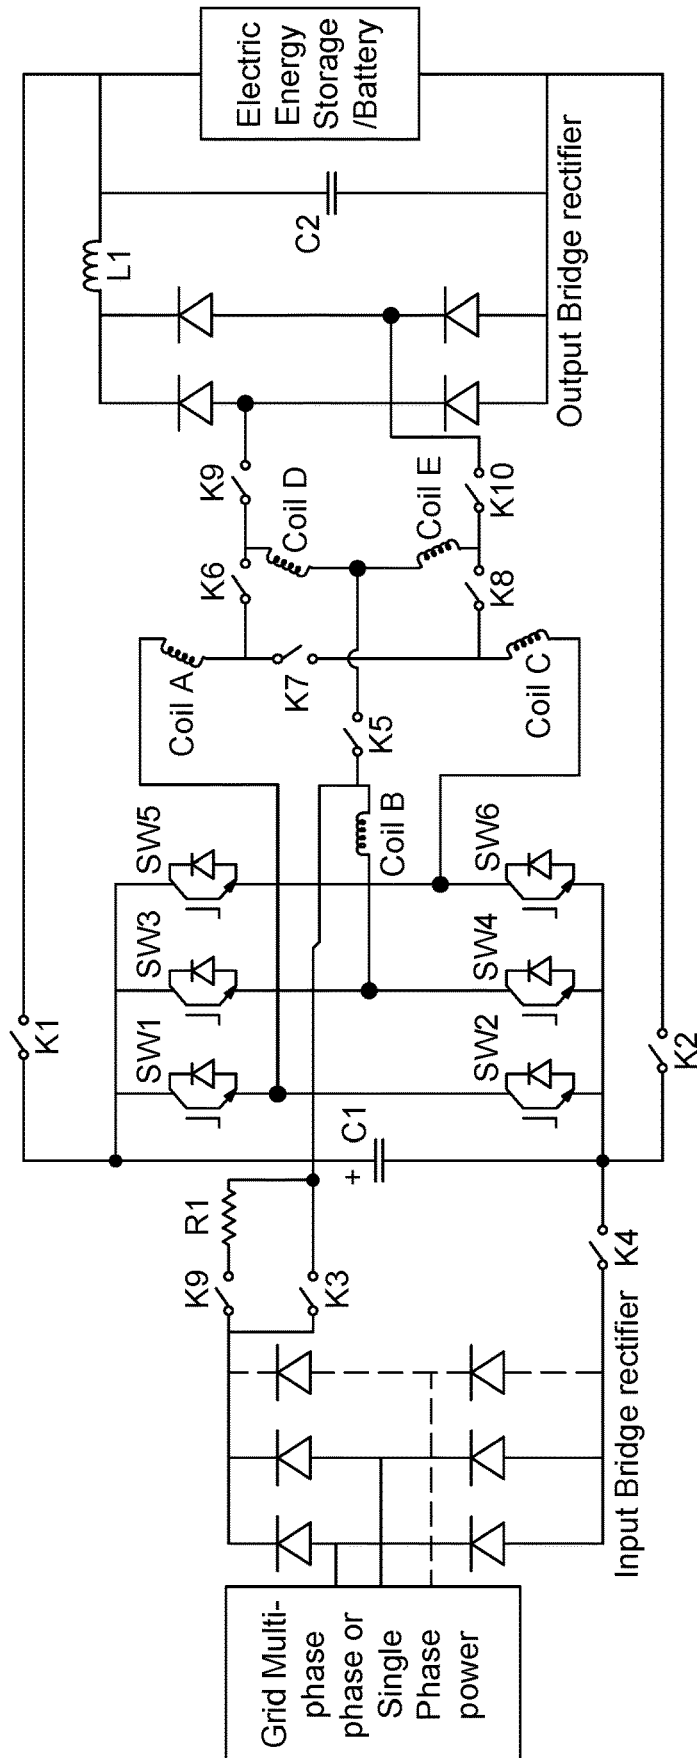 Grid Multi-
phase
phase or
Single
Phase
power
Input Bridge rectifier
K9
K3
R1
K4
C1
+
K1
K2
SW1
SW3
SW5
SW2
SW4
SW6
Coil B
K5
Coil A
K7
Coil C
K6
K8
Coil D
Coil E
K9
K10
Output Bridge rectifier
L1
C2
Electric
Energy
Storage
/Battery